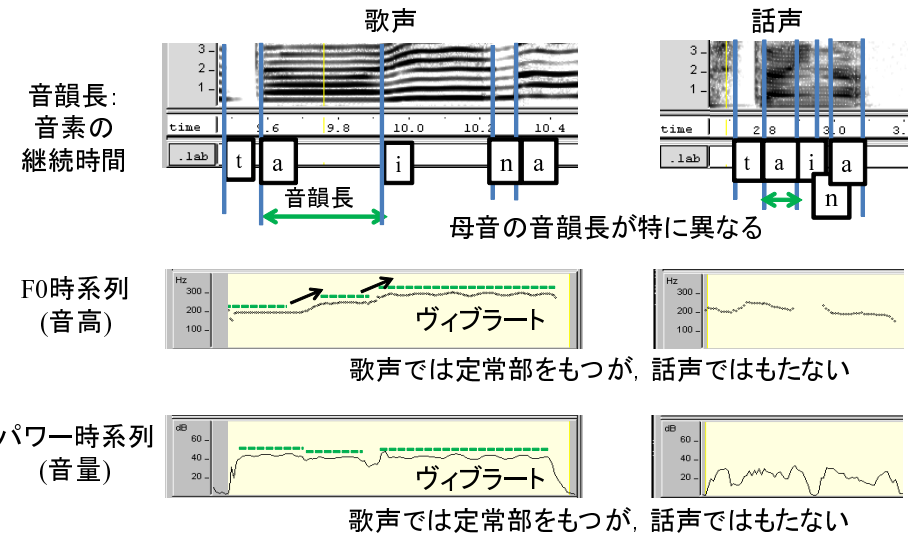 歌声
話声
音韻長:
音素の
継続時間
3
2
1
3
2
1
time
9.8
10.0
10.2
10.4
time
.lab
t
a
i
n
a
.lab
t
a
i
n
a
音韻長
母音の音韻長が特に異なる
F0時系列
(音高)
Hz
300
200
100
ヴィブラート
Hz
300
200
100
歌声では定常部をもつが, 話声ではもたない
パワー時系列
(音量)
dB
60
40
20
ヴィブラート
dB
60
40
20
歌声では定常部をもつが, 話声ではもたない